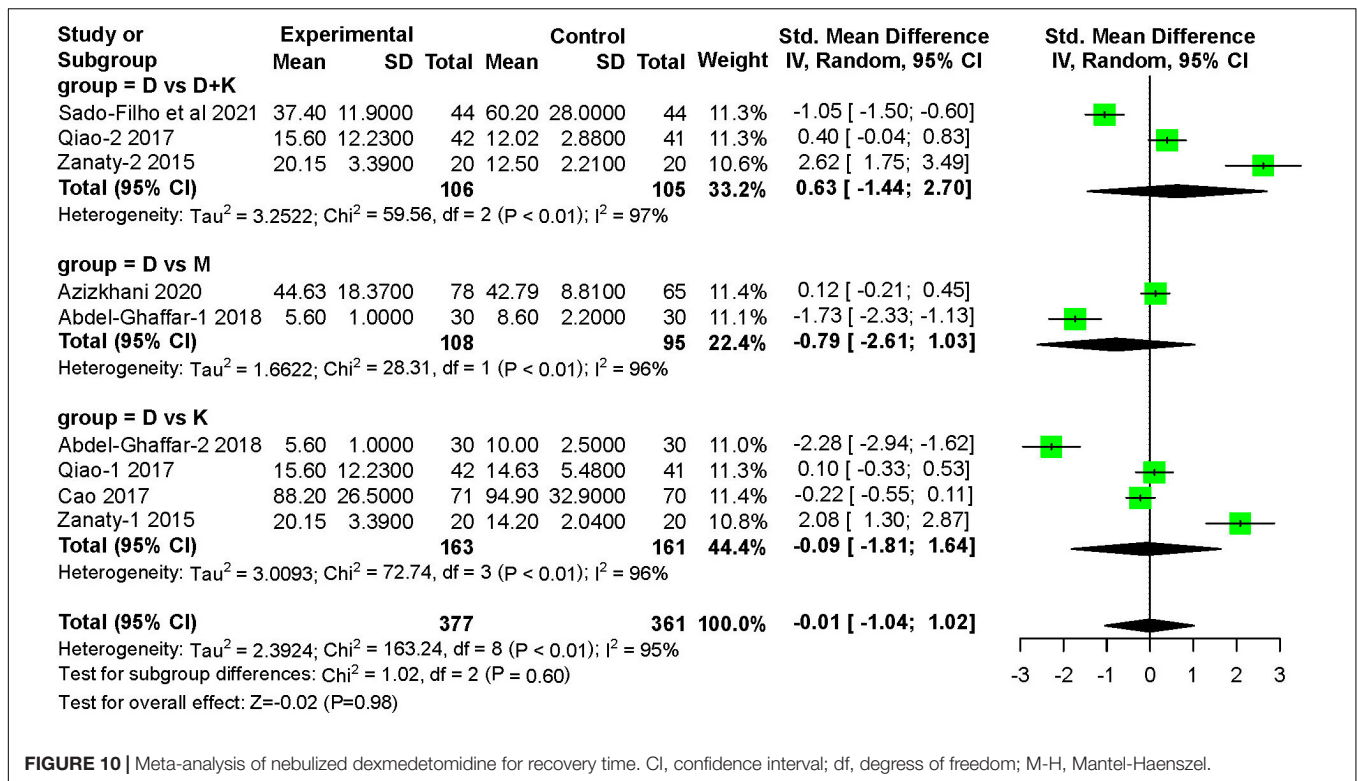 Study or Experimental Control Std. Mean Difference Std. Mean Difference
Subgroup Mean SD Total Mean SD Total Weight IV, Random, 95% CI IV, Random, 95% CI
group = D vs D+K
Sado-Filho et al 2021 37.40 11.9000 44 60.20 28.0000 44 11.3% -1.05 [ -1.50; -0.60]
Qiao-2 2017 15.60 12.2300 42 12.02 2.8800 41 11.3% 0.40 [ -0.04; 0.83]
Zanaty-2 2015 20.15 3.3900 20 12.50 2.2100 20 10.6% 2.62 [ 1.75; 3.49]
Total (95% CI) 106 105 33.2% 0.63 [ -1.44; 2.70]
Heterogeneity: Tau² = 3.2522; Chi² = 59.56, df = 2 (P < 0.01); I² = 97%
group = D vs M
Azizkhani 2020 44.63 18.3700 78 42.79 8.8100 65 11.4% 0.12 [ -0.21; 0.45]
Abdel-Ghaffar-1 2018 5.60 1.0000 30 8.60 2.2000 30 11.1% -1.73 [ -2.33; -1.13]
Total (95% CI) 108 95 22.4% -0.79 [ -2.61; 1.03]
Heterogeneity: Tau² = 1.6622; Chi² = 28.31, df = 1 (P < 0.01); I² = 96%
group = D vs K
Abdel-Ghaffar-2 2018 5.60 1.0000 30 10.00 2.5000 30 11.0% -2.28 [ -2.94; -1.62]
Qiao-1 2017 15.60 12.2300 42 14.63 5.4800 41 11.3% 0.10 [ -0.33; 0.53]
Cao 2017 88.20 26.5000 71 94.90 32.9000 70 11.4% -0.22 [ -0.55; 0.11]
Zanaty-1 2015 20.15 3.3900 20 14.20 2.0400 20 10.8% 2.08 [ 1.30; 2.87]
Total (95% CI) 163 161 44.4% -0.09 [ -1.81; 1.64]
Heterogeneity: Tau² = 3.0093; Chi² = 72.74, df = 3 (P < 0.01); I² = 96%
Total (95% CI) 377 361 100.0% -0.01 [ -1.04; 1.02]
Heterogeneity: Tau² = 2.3924; Chi² = 163.24, df = 8 (P < 0.01); I² = 95%
Test for subgroup differences: Chi² = 1.02, df = 2 (P = 0.60)
Test for overall effect: Z=-0.02 (P=0.98)
-3 -2 -1 0 1 2 3
FIGURE 10 | Meta-analysis of nebulized dexmedetomidine for recovery time. CI, confidence interval; df, degress of freedom; M-H, Mantel-Haenszel.